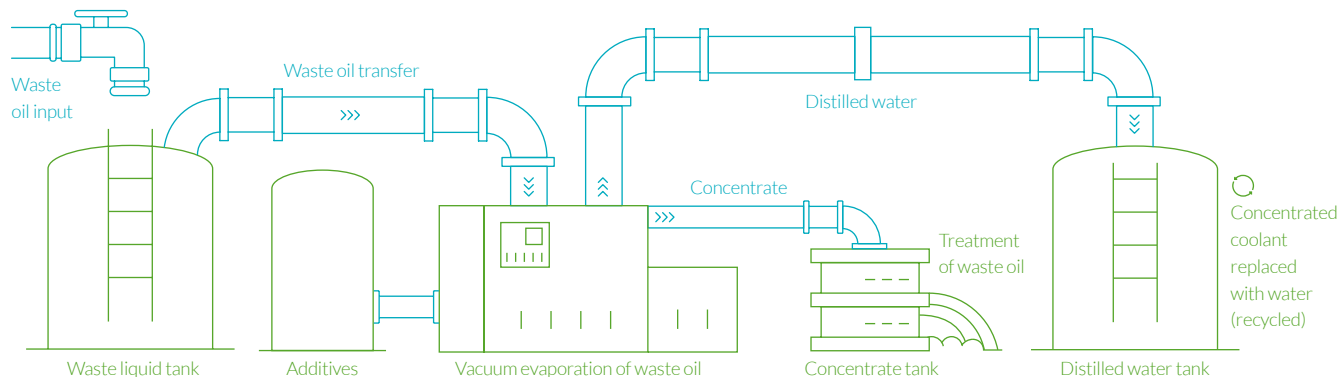 Waste
oil input
Waste oil transfer
Distilled water
Concentrate
Treatment
of waste oil
Concentrated
coolant
replaced
with water
(recycled)
Waste liquid tank
Additives
Vacuum evaporation of waste oil
Concentrate tank
Distilled water tank